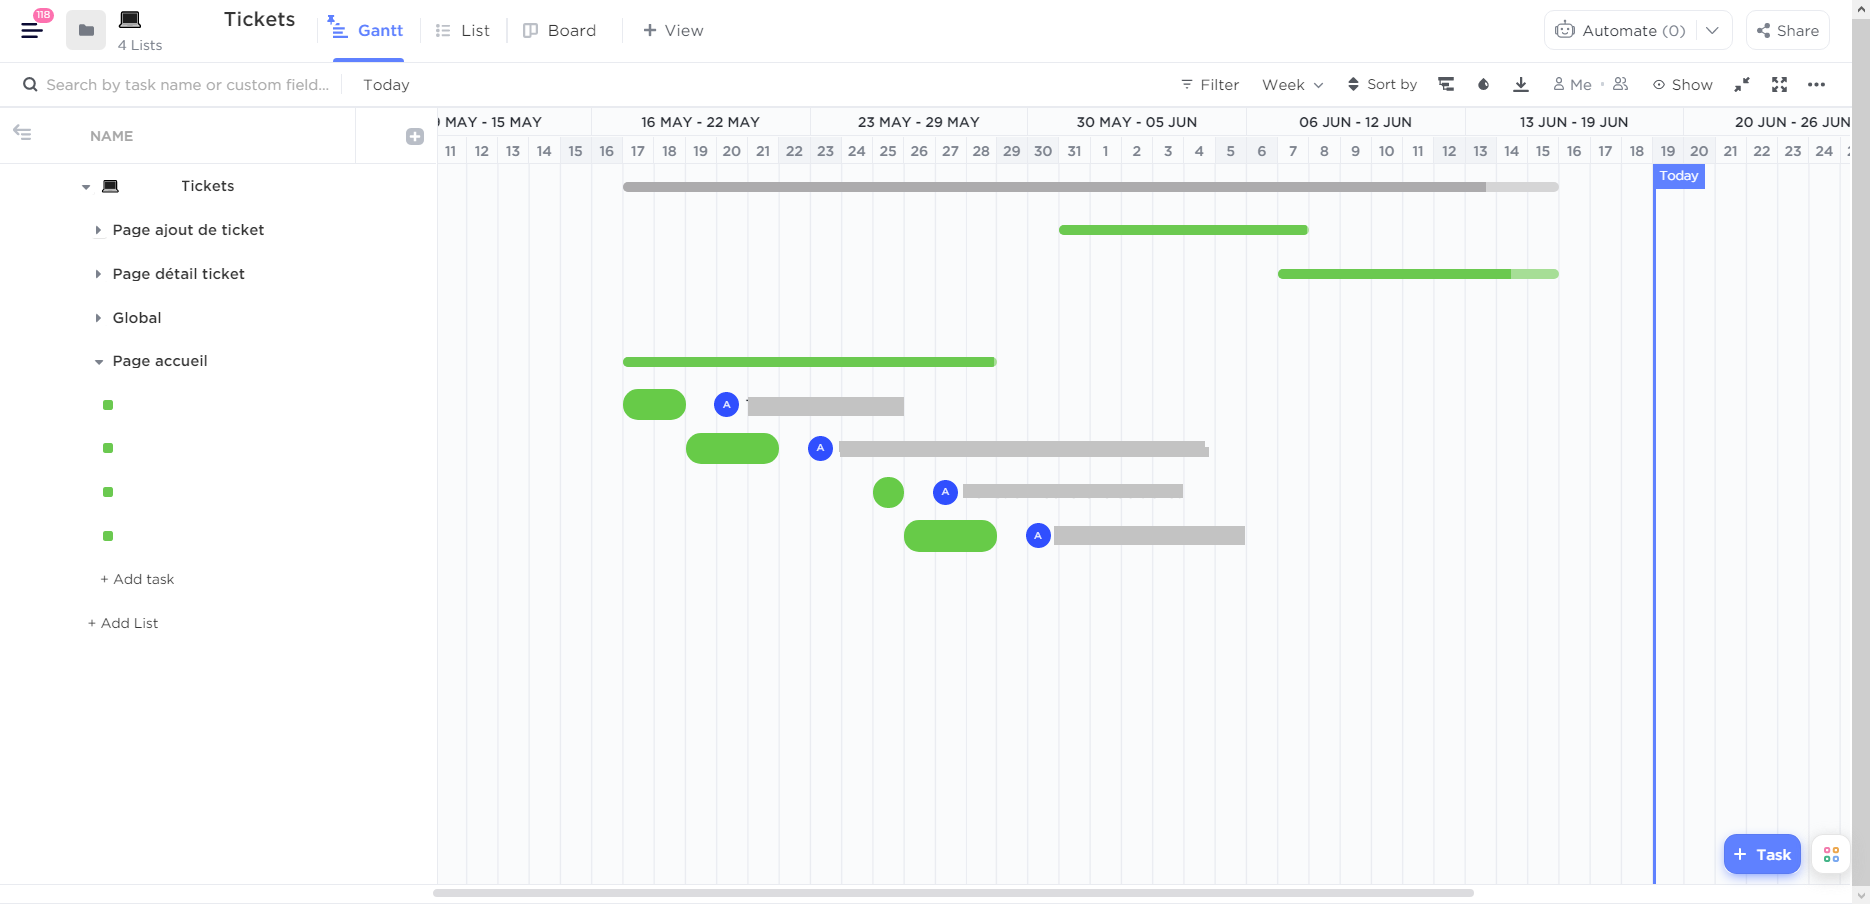 118
Tickets
4 Lists
Gantt
List
Board
+ View
Automate (0)
Share
Search by task name or custom field...
Today
Filter
Week
Sort by
Me
Show
NAME
MAY - 15 MAY
16 MAY - 22 MAY
23 MAY - 29 MAY
30 MAY - 05 JUN
06 JUN - 12 JUN
13 JUN - 19 JUN
20 JUN - 26 JUN
11 12 13 14 15 16 17 18 19 20 21 22 23 24 25 26 27 28 29 30 31 1 2 3 4 5 6 7 8 9 10 11 12 13 14 15 16 17 18 19 20 21 22 23 24
Today
Tickets
Page ajout de ticket
Page détail ticket
Global
Page accueil
A
A
A
A
+ Add task
+ Add List
+ Task